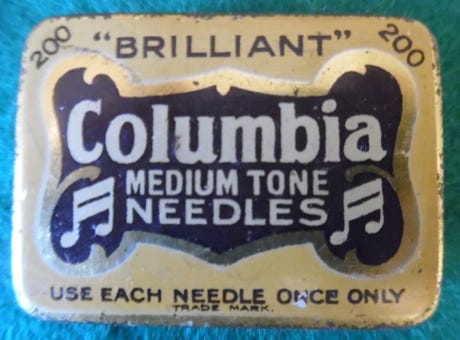 200 "BRILLIANT" 200
Columbia
MEDIUM TONE
NEEDLES
USE EACH NEEDLE ONCE ONLY
TRADE MARK.